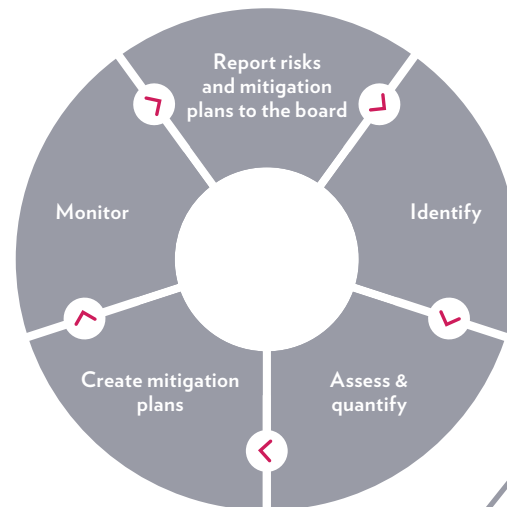 Report risks
and mitigation
plans to the board
Monitor
Identify
Create mitigation
plans
Assess &
quantify